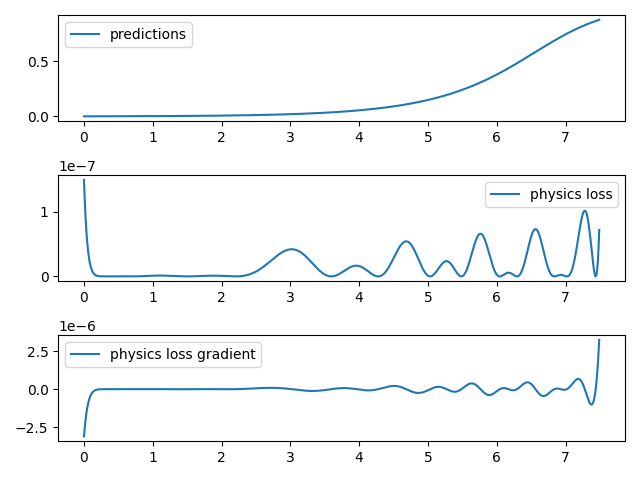 predictions
0.5
0.0
0 1 2 3 4 5 6 7
1e−7
physics loss
1
0
0 1 2 3 4 5 6 7
1e−6
physics loss gradient
2.5
0.0
−2.5
0 1 2 3 4 5 6 7